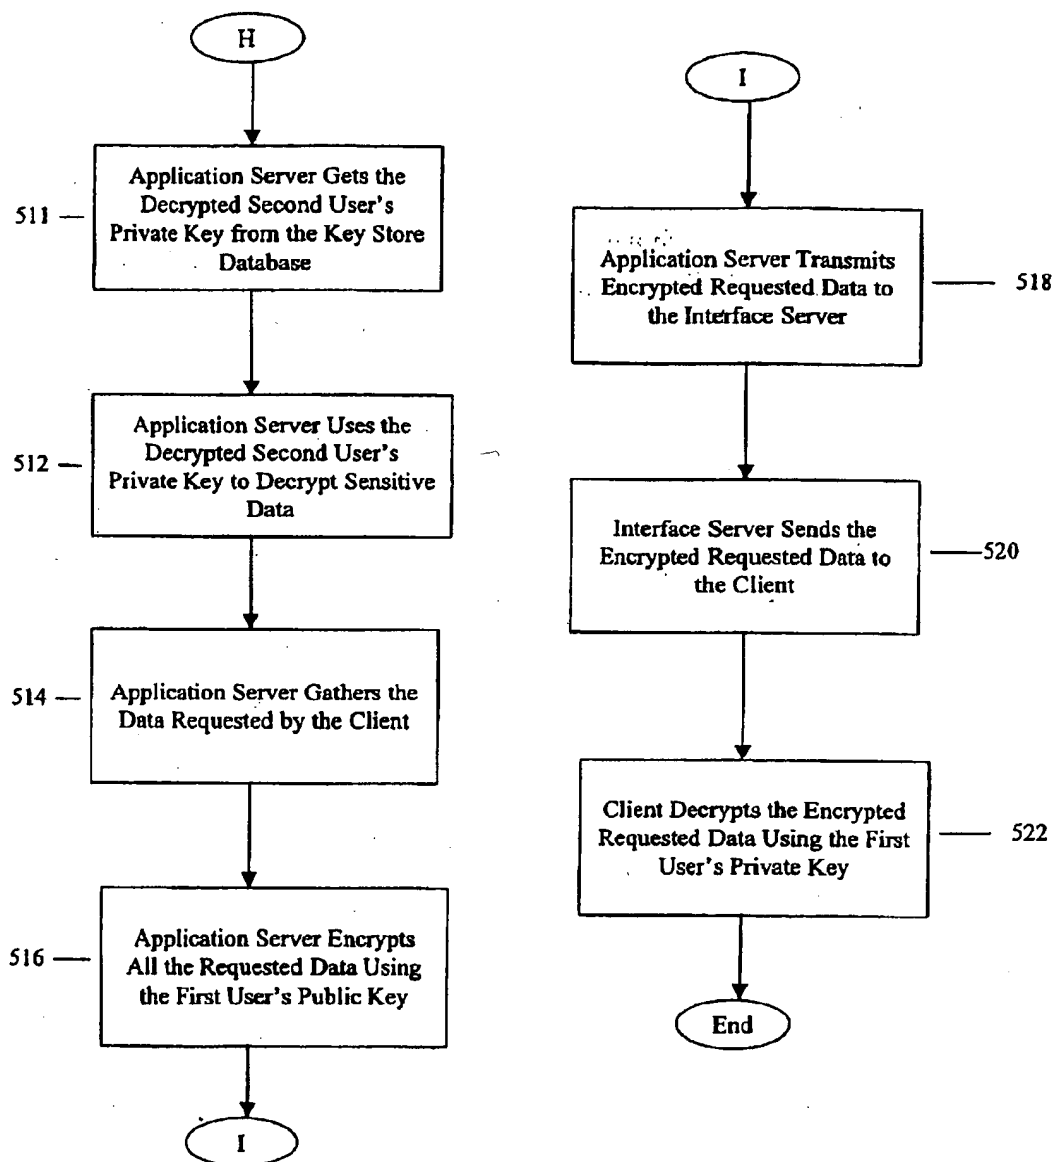 H
511
Application Server Gets the
Decrypted Second User's
Private Key from the Key Store
Database
512
Application Server Uses the
Decrypted Second User's
Private Key to Decrypt Sensitive
Data
514
Application Server Gathers the
Data Requested by the Client
516
Application Server Encrypts
All the Requested Data Using
the First User's Public Key
I
I
Application Server Transmits
Encrypted Requested Data to
the Interface Server
518
Interface Server Sends the
Encrypted Requested Data to
the Client
520
Client Decrypts the Encrypted
Requested Data Using the First
User's Private Key
522
End